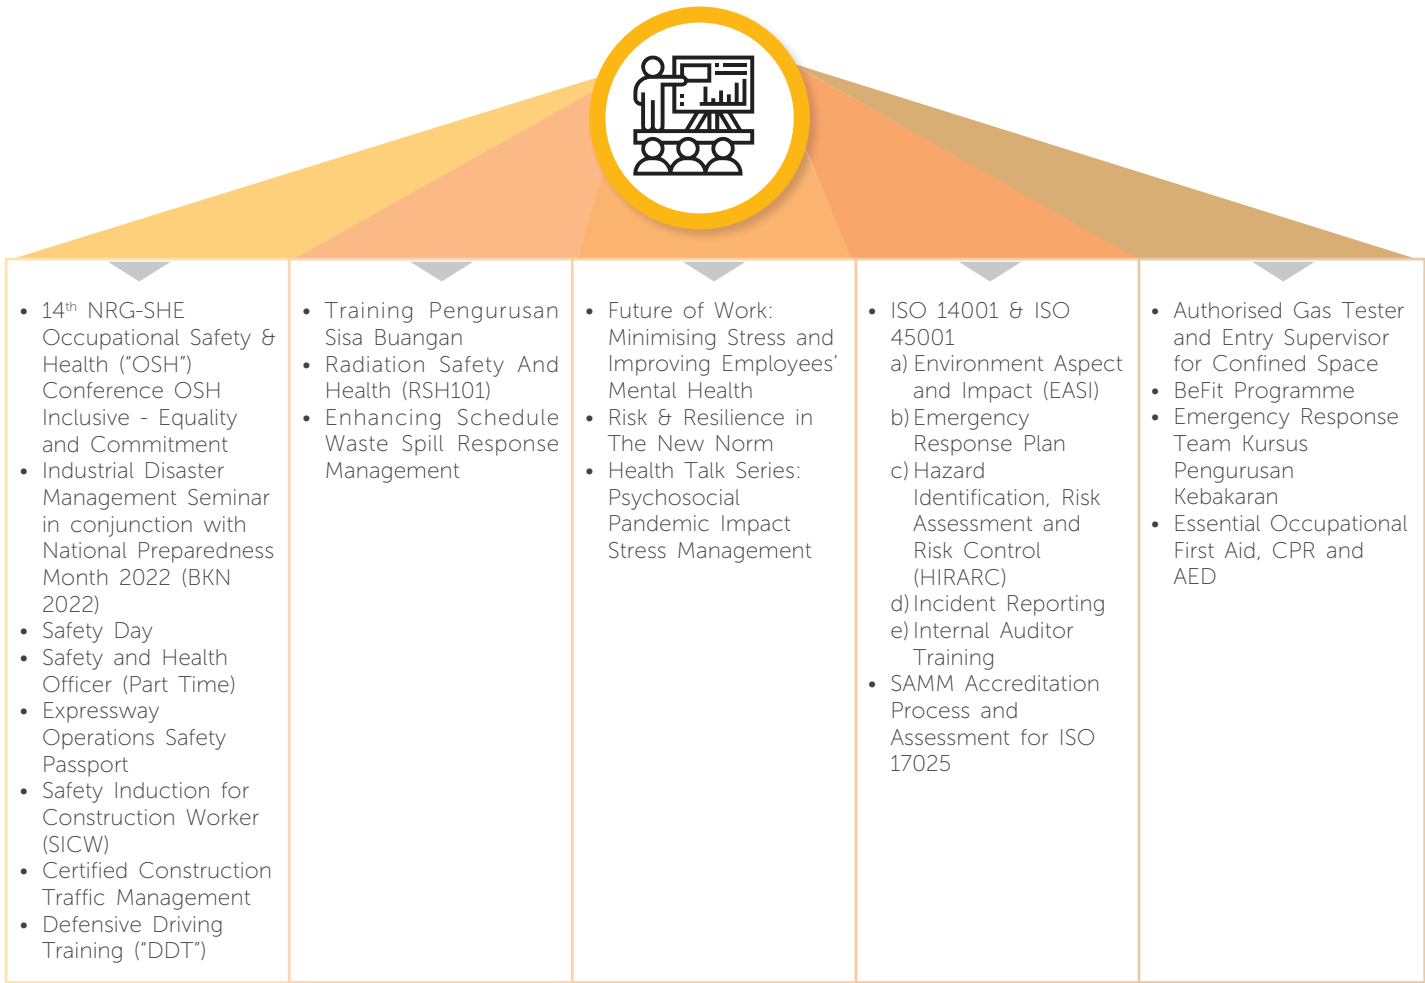 • 14th NRG-SHE
Occupational Safety &
Health ("OSH")
Conference OSH
Inclusive - Equality
and Commitment
• Industrial Disaster
Management Seminar
in conjunction with
National Preparedness
Month 2022 (BKN
2022)
• Safety Day
• Safety and Health
Officer (Part Time)
• Expressway
Operations Safety
Passport
• Safety Induction for
Construction Worker
(SICW)
• Certified Construction
Traffic Management
• Defensive Driving
Training ("DDT")
• Training Pengurusan
Sisa Buangan
• Radiation Safety And
Health (RSH101)
• Enhancing Schedule
Waste Spill Response
Management
• Future of Work:
Minimising Stress and
Improving Employees'
Mental Health
• Risk & Resilience in
The New Norm
• Health Talk Series:
Psychosocial
Pandemic Impact
Stress Management
• ISO 14001 & ISO
45001
a) Environment Aspect
and Impact (EASI)
b) Emergency
Response Plan
c) Hazard
Identification, Risk
Assessment and
Risk Control
(HIRARC)
d) Incident Reporting
e) Internal Auditor
Training
• SAMM Accreditation
Process and
Assessment for ISO
17025
• Authorised Gas Tester
and Entry Supervisor
for Confined Space
• BeFit Programme
• Emergency Response
Team Kursus
Pengurusan
Kebakaran
• Essential Occupational
First Aid, CPR and
AED